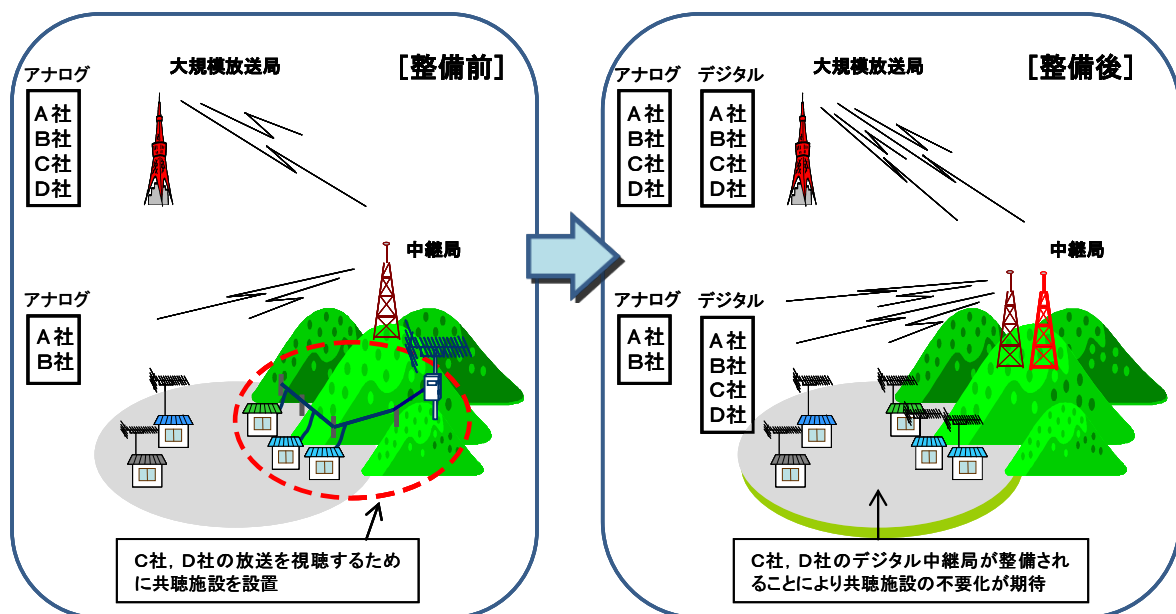 [整備前]
大規模放送局
アナログ
A社
B社
C社
D社
中継局
アナログ
A社
B社
C社，D社の放送を視聴するため
に共聴施設を設置
[整備後]
大規模放送局
アナログ
A社
B社
C社
D社
デジタル
A社
B社
C社
D社
中継局
アナログ
A社
B社
デジタル
A社
B社
C社
D社
C社，D社のデジタル中継局が整備され
ることにより共聴施設の不要化が期待